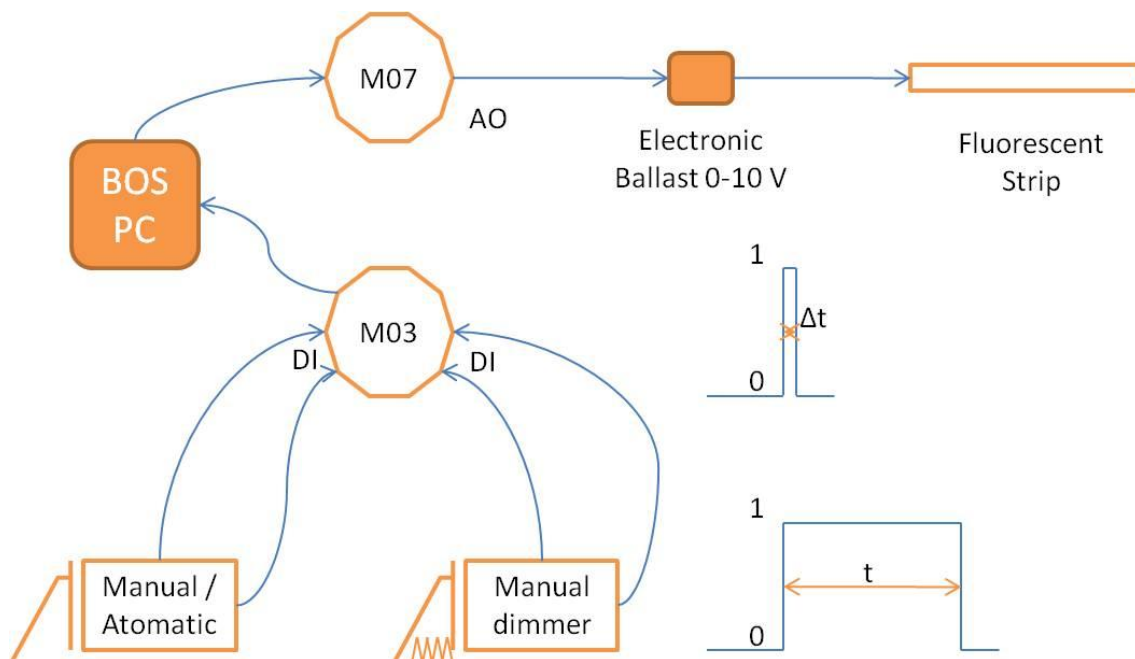 M07
AO
Electronic
Ballast 0-10 V
Fluorescent
Strip
BOS
PC
M03
DI
DI
1
Δt
0
1
t
0
Manual /
Atomatic
Manual
dimmer